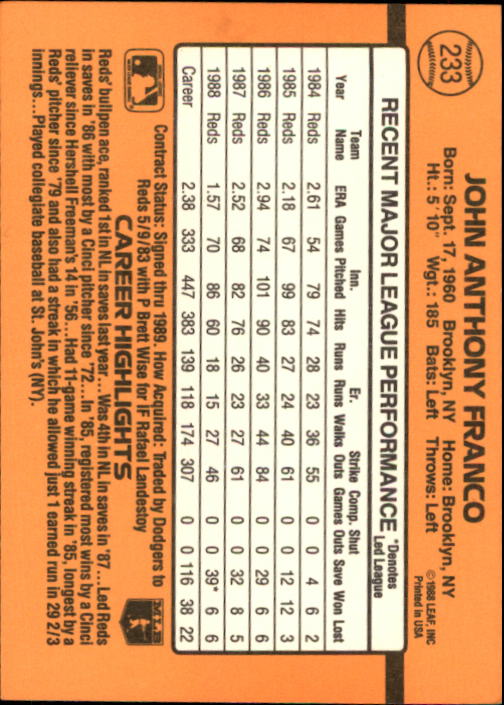 233
JOHN ANTHONY FRANCO
Born: Sept. 17, 1960 Brooklyn, NY Home: Brooklyn, NY
Ht.: 5' 10" Wgt.: 185 Bats: Left Throws: Left
©1988 LEAF, INC
Printed in USA
RECENT MAJOR LEAGUE PERFORMANCE *Denotes Led League
Year Team Name ERA Games Inn. Pitched Hits Runs Er. Runs Walks Strike Outs Comp. Games Shut Outs Save Won Lost
1984 Reds 2.61 54 79 74 28 23 36 55 0 0 4 6 2
1985 Reds 2.18 67 99 83 27 24 40 61 0 0 12 12 3
1986 Reds 2.94 74 101 90 40 33 44 84 0 0 29 6 6
1987 Reds 2.52 68 82 76 26 23 27 61 0 0 32 8 5
1988 Reds 1.57 70 86 60 18 15 27 46 0 0 39* 6 6
Career 2.38 333 447 383 139 118 174 307 0 0 116 38 22
Contract Status: Signed thru 1989. How Acquired: Traded by Dodgers to
Reds 5/9/83 with P Brett Wise for IF Rafael Landestoy
MLB
CAREER HIGHLIGHTS
Reds' bullpen ace, ranked 1st in NL in saves last year...Was 4th in NL in saves in '87...Led Reds
in saves in '86 with most by a Cinci pitcher since '72....In '85, registered most wins by a Cinci
reliever since Hershell Freeman's 14 in '56...Had 11-game winning streak in '85, longest by a
Reds' pitcher since '79 and also had a streak in which he allowed just 1 earned run in 29 2/3
innings...Played collegiate baseball at St. John's (NY).